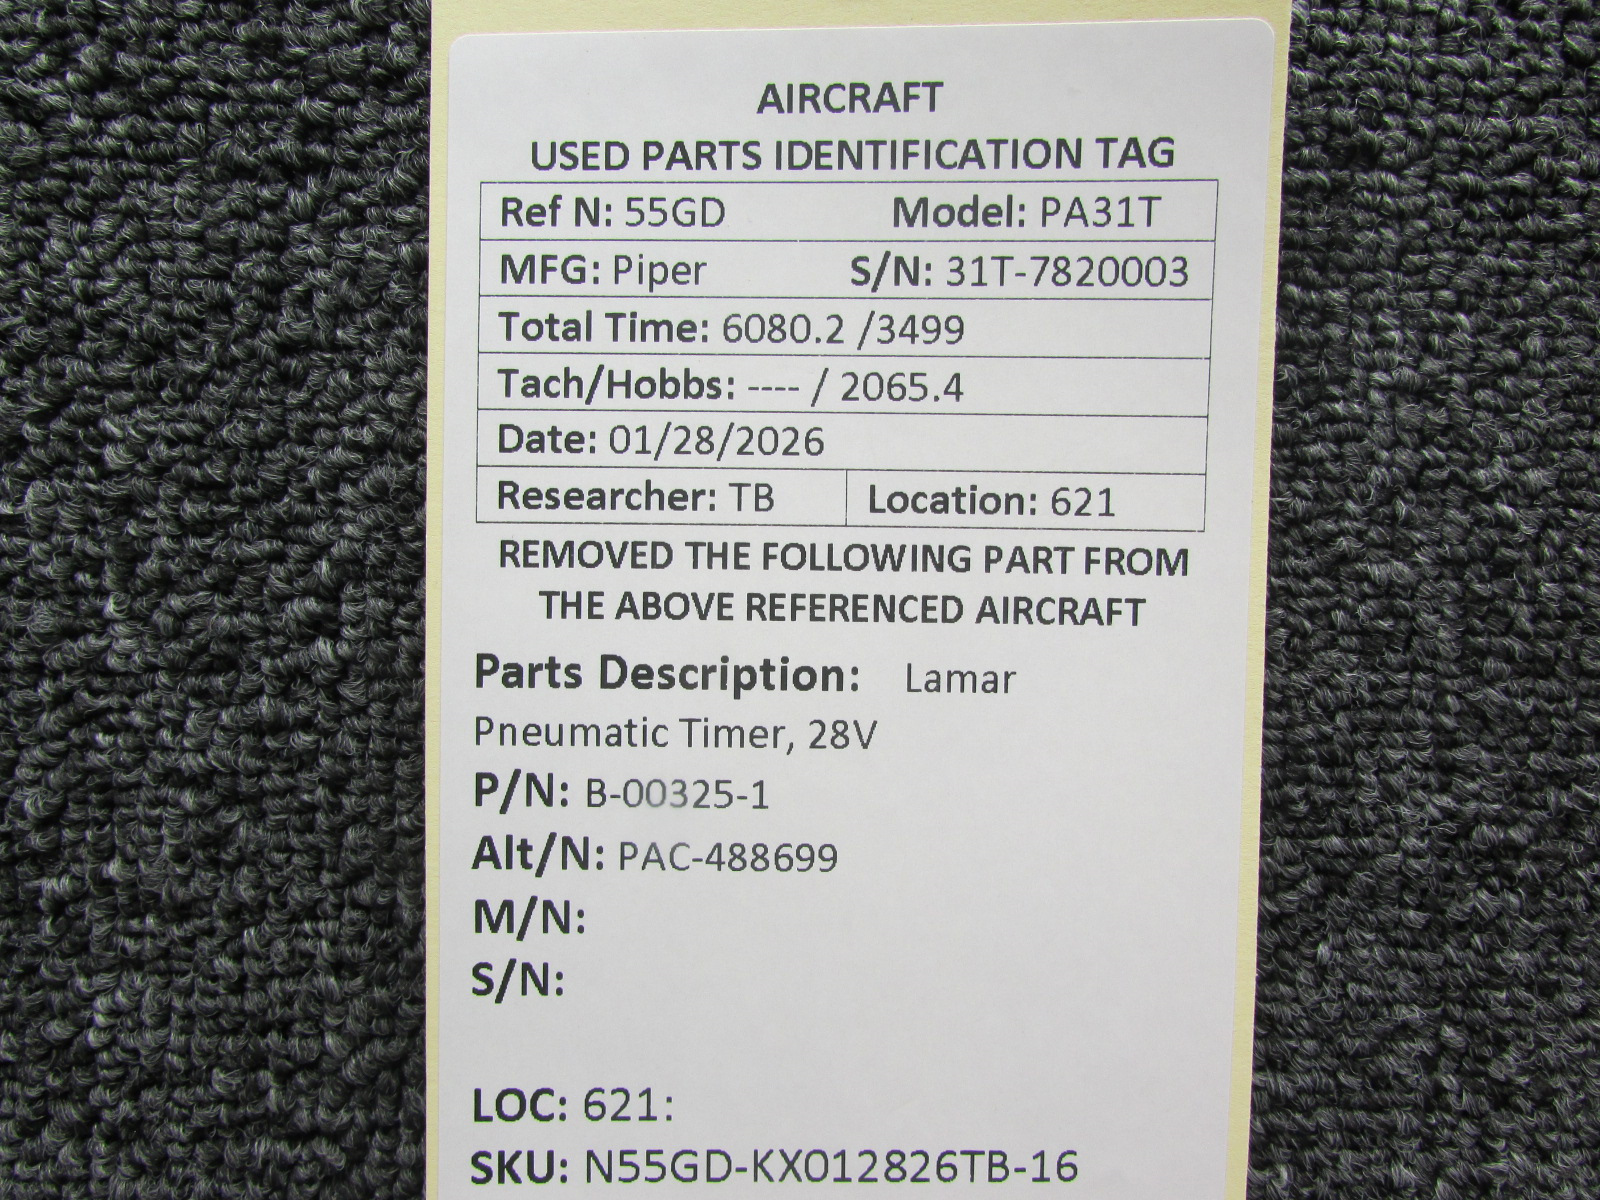 AIRCRAFT
USED PARTS IDENTIFICATION TAG
Ref N: 55GD Model: PA31T
MFG: Piper S/N: 31T-7820003
Total Time: 6080.2 /3499
Tach/Hobbs: ---- / 2065.4
Date: 01/28/2026
Researcher: TB Location: 621
REMOVED THE FOLLOWING PART FROM
THE ABOVE REFERENCED AIRCRAFT
Parts Description: Lamar
Pneumatic Timer, 28V
P/N: B-00325-1
Alt/N: PAC-488699
M/N:
S/N:
LOC: 621:
SKU: N55GD-KX012826TB-16